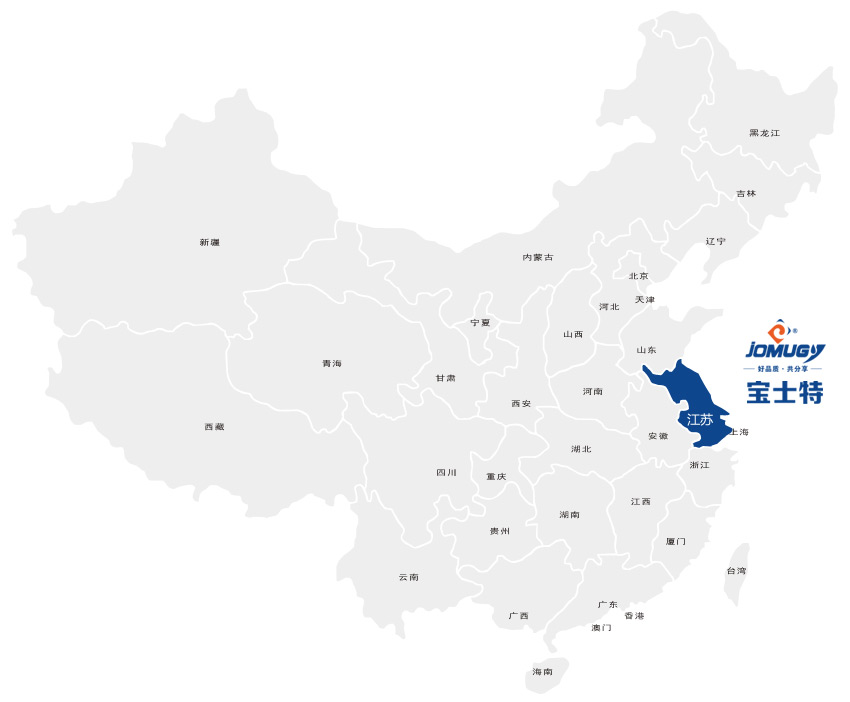 黑龙江
吉林
辽宁
新疆
内蒙古
北京
天津
河北
宁夏
山西
山东
青海
甘肃
河南
西安
JOMUGY®
好品质·共分享
宝士特
江苏
上海
西藏
安徽
湖北
浙江
四川
重庆
江西
湖南
贵州
厦门
台湾
云南
广东
广西
香港
澳门
海南